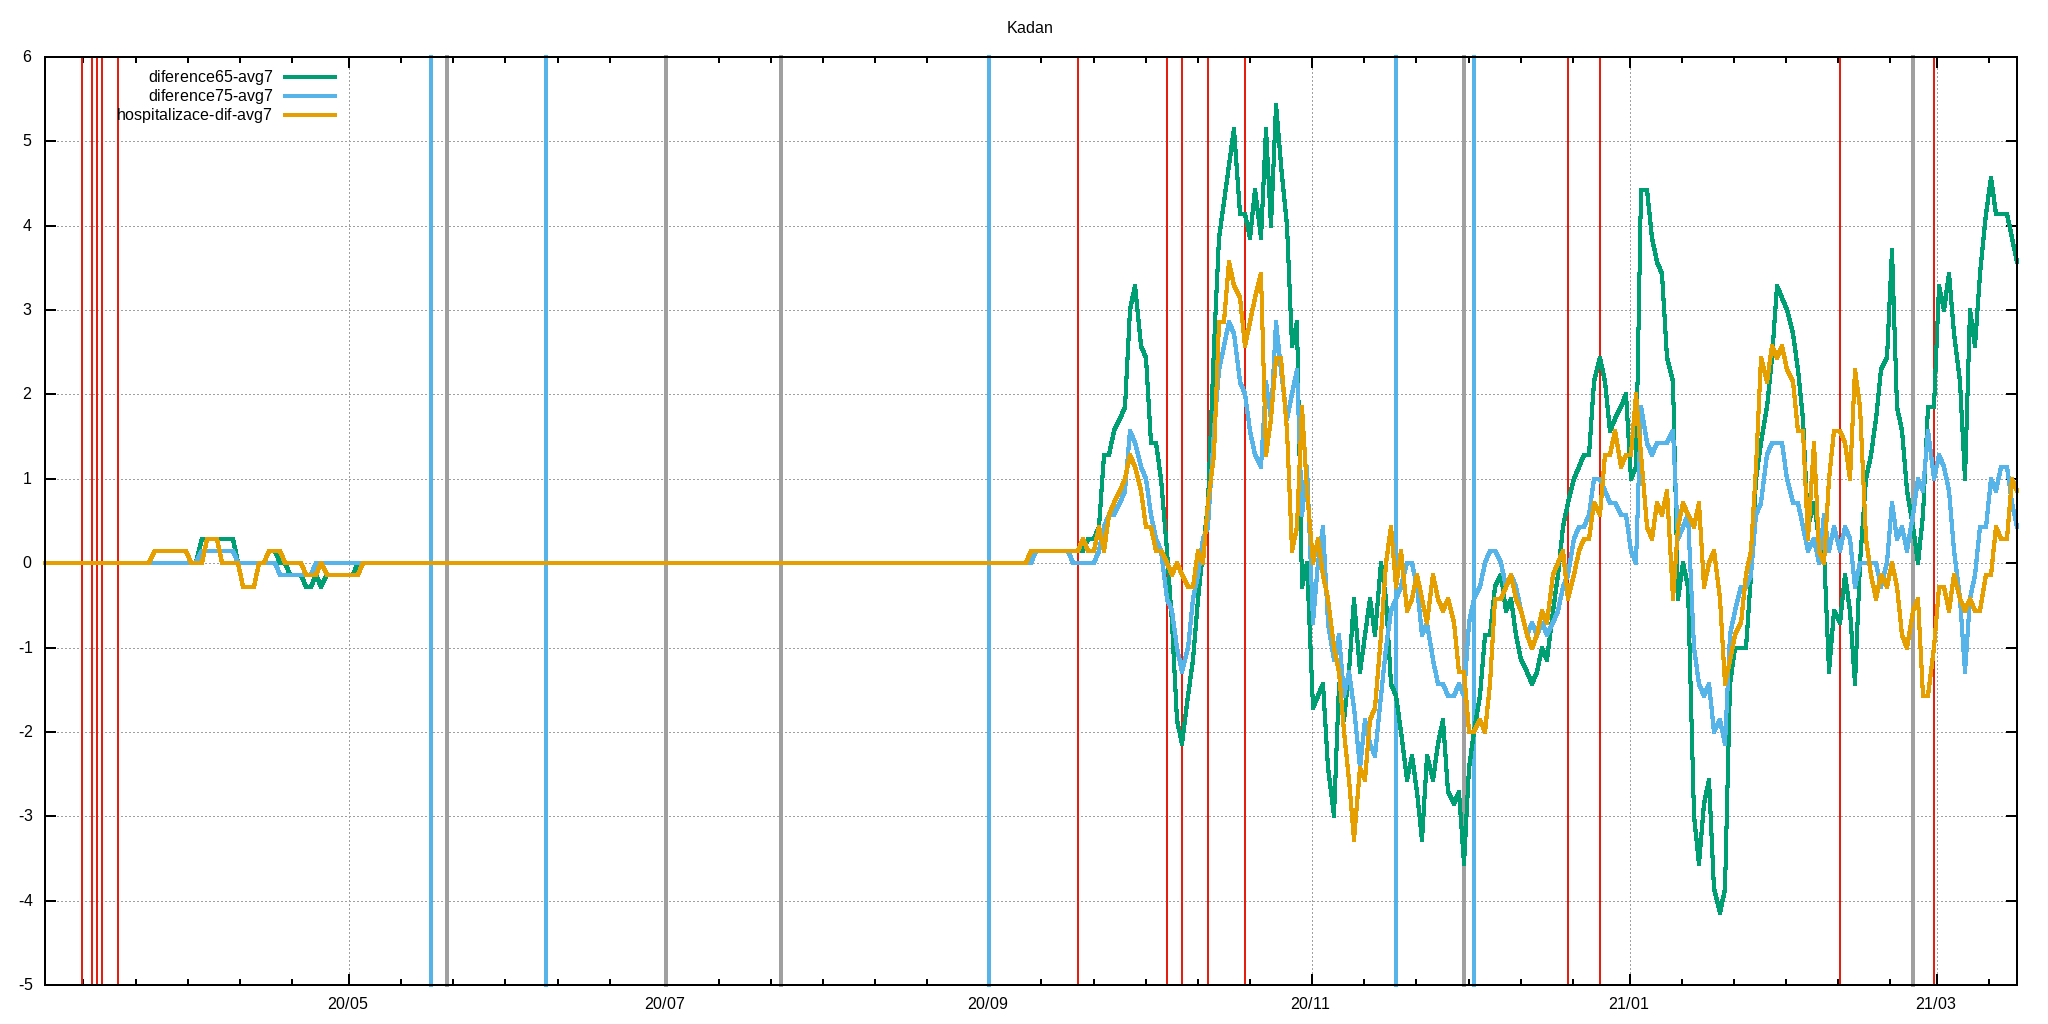 Kadan
6
diference65-avg7
diference75-avg7
hospitalizace-dif-avg7
5
4
3
2
1
0
-1
-2
-3
-4
-5
20/05 20/07 20/09 20/11 21/01 21/03